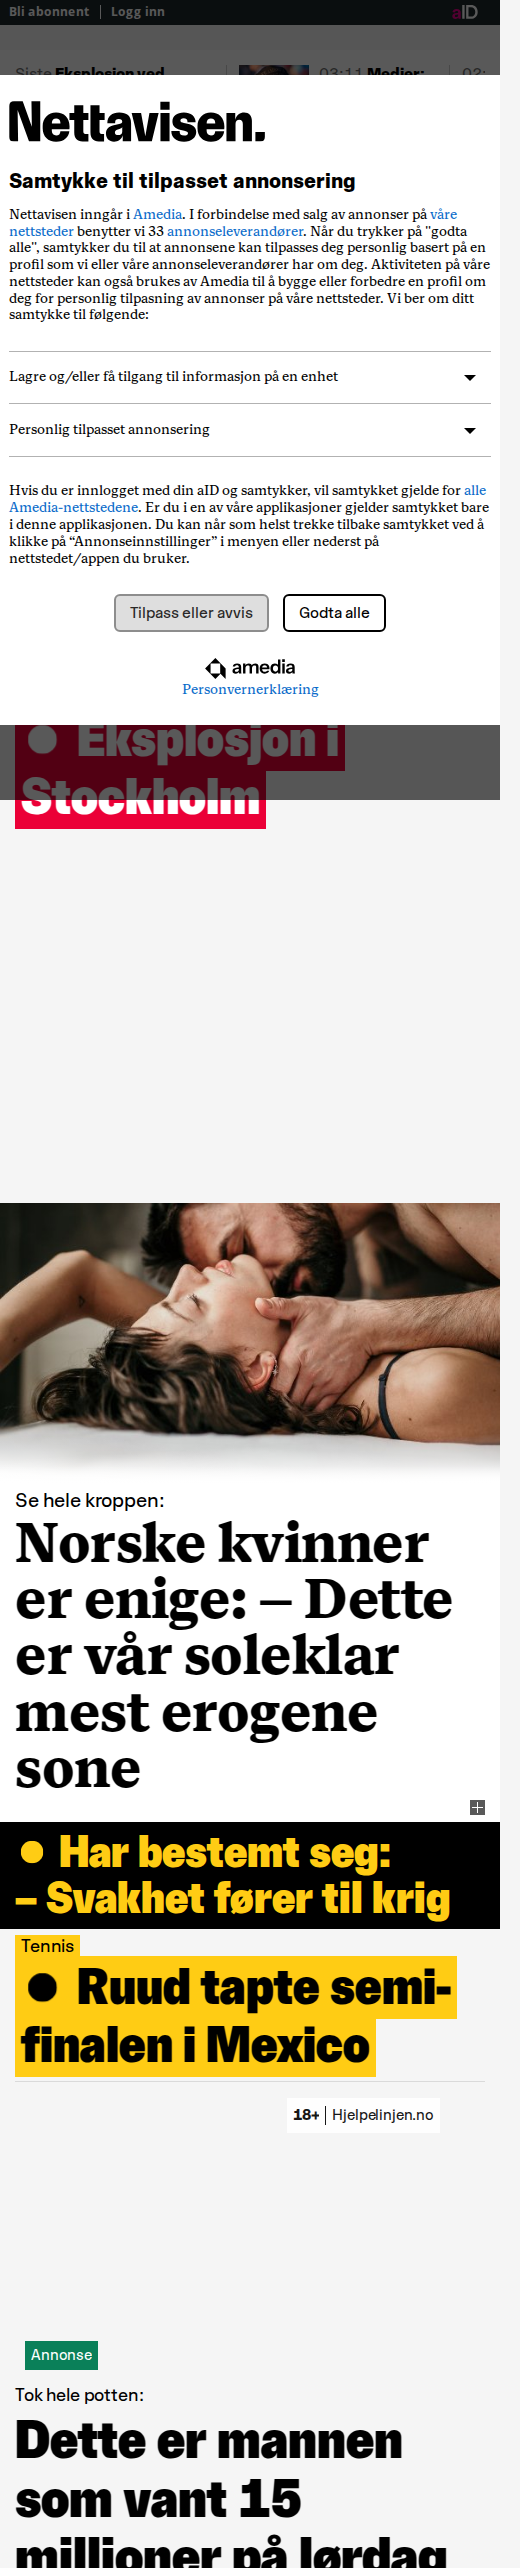 Bli abonnent | Logg inn
aID
Siste Eksplosjon ved
03:11 Medier:
02:
Nettavisen.
Samtykke til tilpasset annonsering
Nettavisen inngår i Amedia. I forbindelse med salg av annonser på våre
nettsteder benytter vi 33 annonseleverandører. Når du trykker på "godta
alle", samtykker du til at annonsene kan tilpasses deg personlig basert på en
profil som vi eller våre annonseleverandører har om deg. Aktiviteten på våre
nettsteder kan også brukes av Amedia til å bygge eller forbedre en profil om
deg for personlig tilpasning av annonser på våre nettsteder. Vi ber om ditt
samtykke til følgende:
Lagre og/eller få tilgang til informasjon på en enhet
Personlig tilpasset annonsering
Hvis du er innlogget med din aID og samtykker, vil samtykket gjelde for alle
Amedia-nettstedene. Er du i en av våre applikasjoner gjelder samtykket bare
i denne applikasjonen. Du kan når som helst trekke tilbake samtykket ved å
klikke på “Annonseinnstillinger” i menyen eller nederst på
nettstedet/appen du bruker.
Tilpass eller avvis
Godta alle
amedia
Personvernerklæring
Eksplosjon i
Stockholm
Se hele kroppen:
Norske kvinner
er enige: – Dette
er vår soleklar
mest erogene
sone
Har bestemt seg:
– Svakhet fører til krig
Tennis
Ruud tapte semi-
finalen i Mexico
18+ | Hjelpelinjen.no
Annonse
Tok hele potten:
Dette er mannen
som vant 15
millioner på lørdag